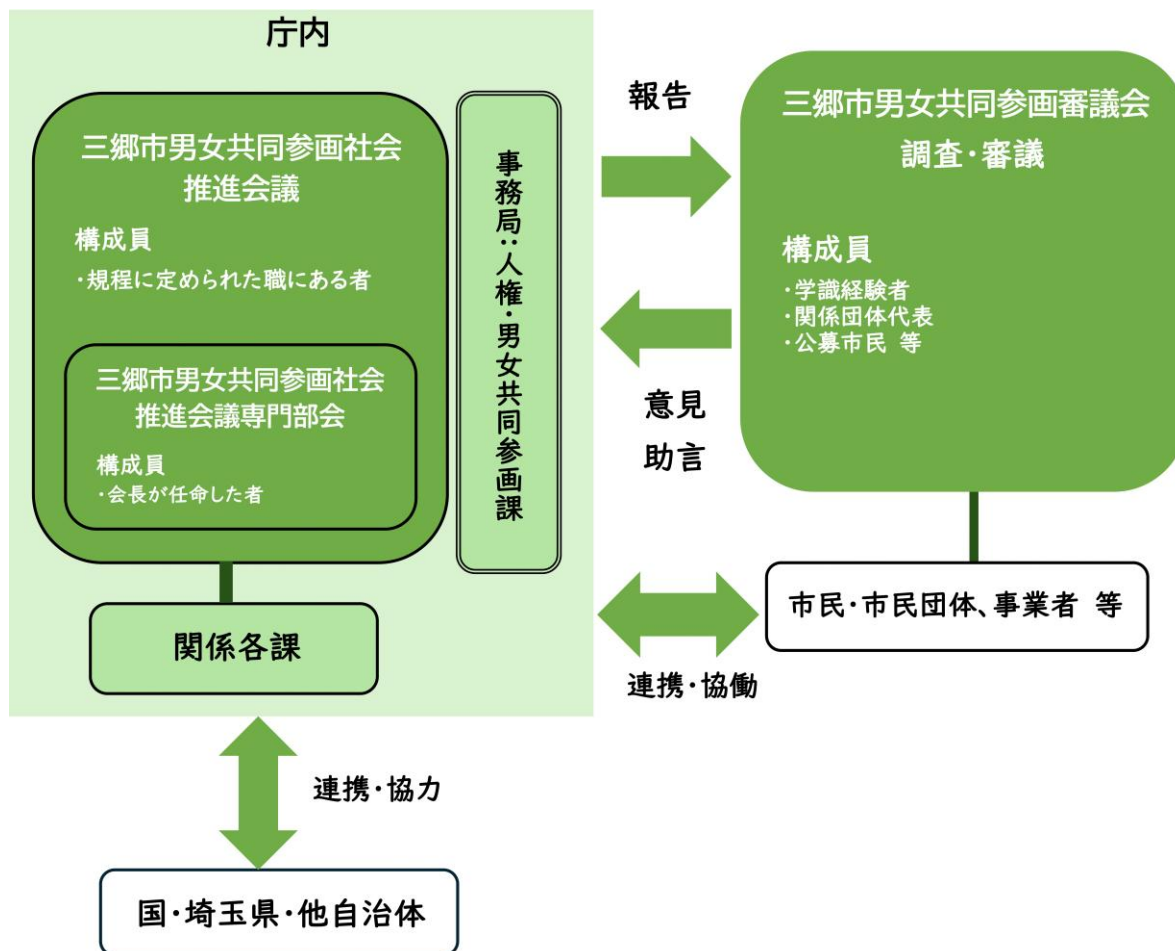 庁内
三郷市男女共同参画社会
推進会議
構成員
・規程に定められた職にある者
三郷市男女共同参画社会
推進会議専門部会
構成員
・会長が任命した者
事務局：人権・男女共同参画課
関係各課
報告
意見
助言
三郷市男女共同参画審議会
調査・審議
構成員
・学識経験者
・関係団体代表
・公募市民 等
市民・市民団体、事業者 等
連携・協働
連携・協力
国・埼玉県・他自治体